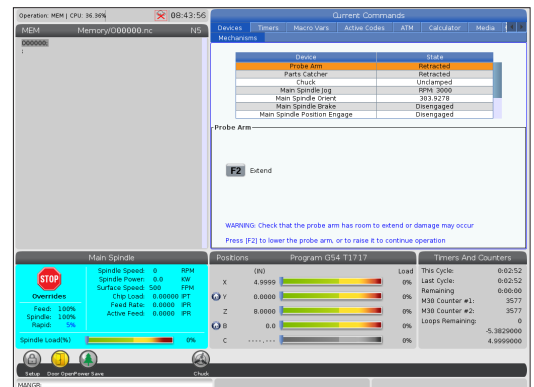 Operation: MEM | CPU: 36.36% 08:43:56
Current Commands
MEM Memory/O00000.nc N5
O00000;
;
Devices Timers Macro Vars Active Codes ATM Calculator Media
Mechanisms
Device State
Probe Arm Retracted
Parts Catcher Retracted
Chuck Unclamped
Main Spindle Jog RPM: 3000
Main Spindle Orient 303.9278
Main Spindle Brake Disengaged
Main Spindle Position Engage Disengaged
Probe Arm
F2 Extend
WARNING: Check that the probe arm has room to extend or damage may occur
Press [F2] to lower the probe arm, or to raise it to continue operation
Main Spindle
STOP
Overrides
Feed: 100%
Spindle: 100%
Rapid: 5%
Spindle Speed: 0 RPM
Spindle Power: 0.0 KW
Surface Speed: 500 FPM
Chip Load: 0.00000 IPT
Feed Rate: 0.0000 IPR
Active Feed: 0.0000 IPR
Spindle Load(%) 0%
Positions Program G54 T1717
(IN) Load
X 4.9999 0%
Y 0.0000 0%
Z 8.0000 0%
B 0.0 0%
C ----.--- 0%
Timers And Counters
This Cycle: 0:02:52
Last Cycle: 0:02:52
Remaining 0:00:00
M30 Counter #1: 3577
M30 Counter #2: 3577
Loops Remaining: 0
-5.3829000
4.9999000
Setup Door Open Power Save Chuck
MANGR: